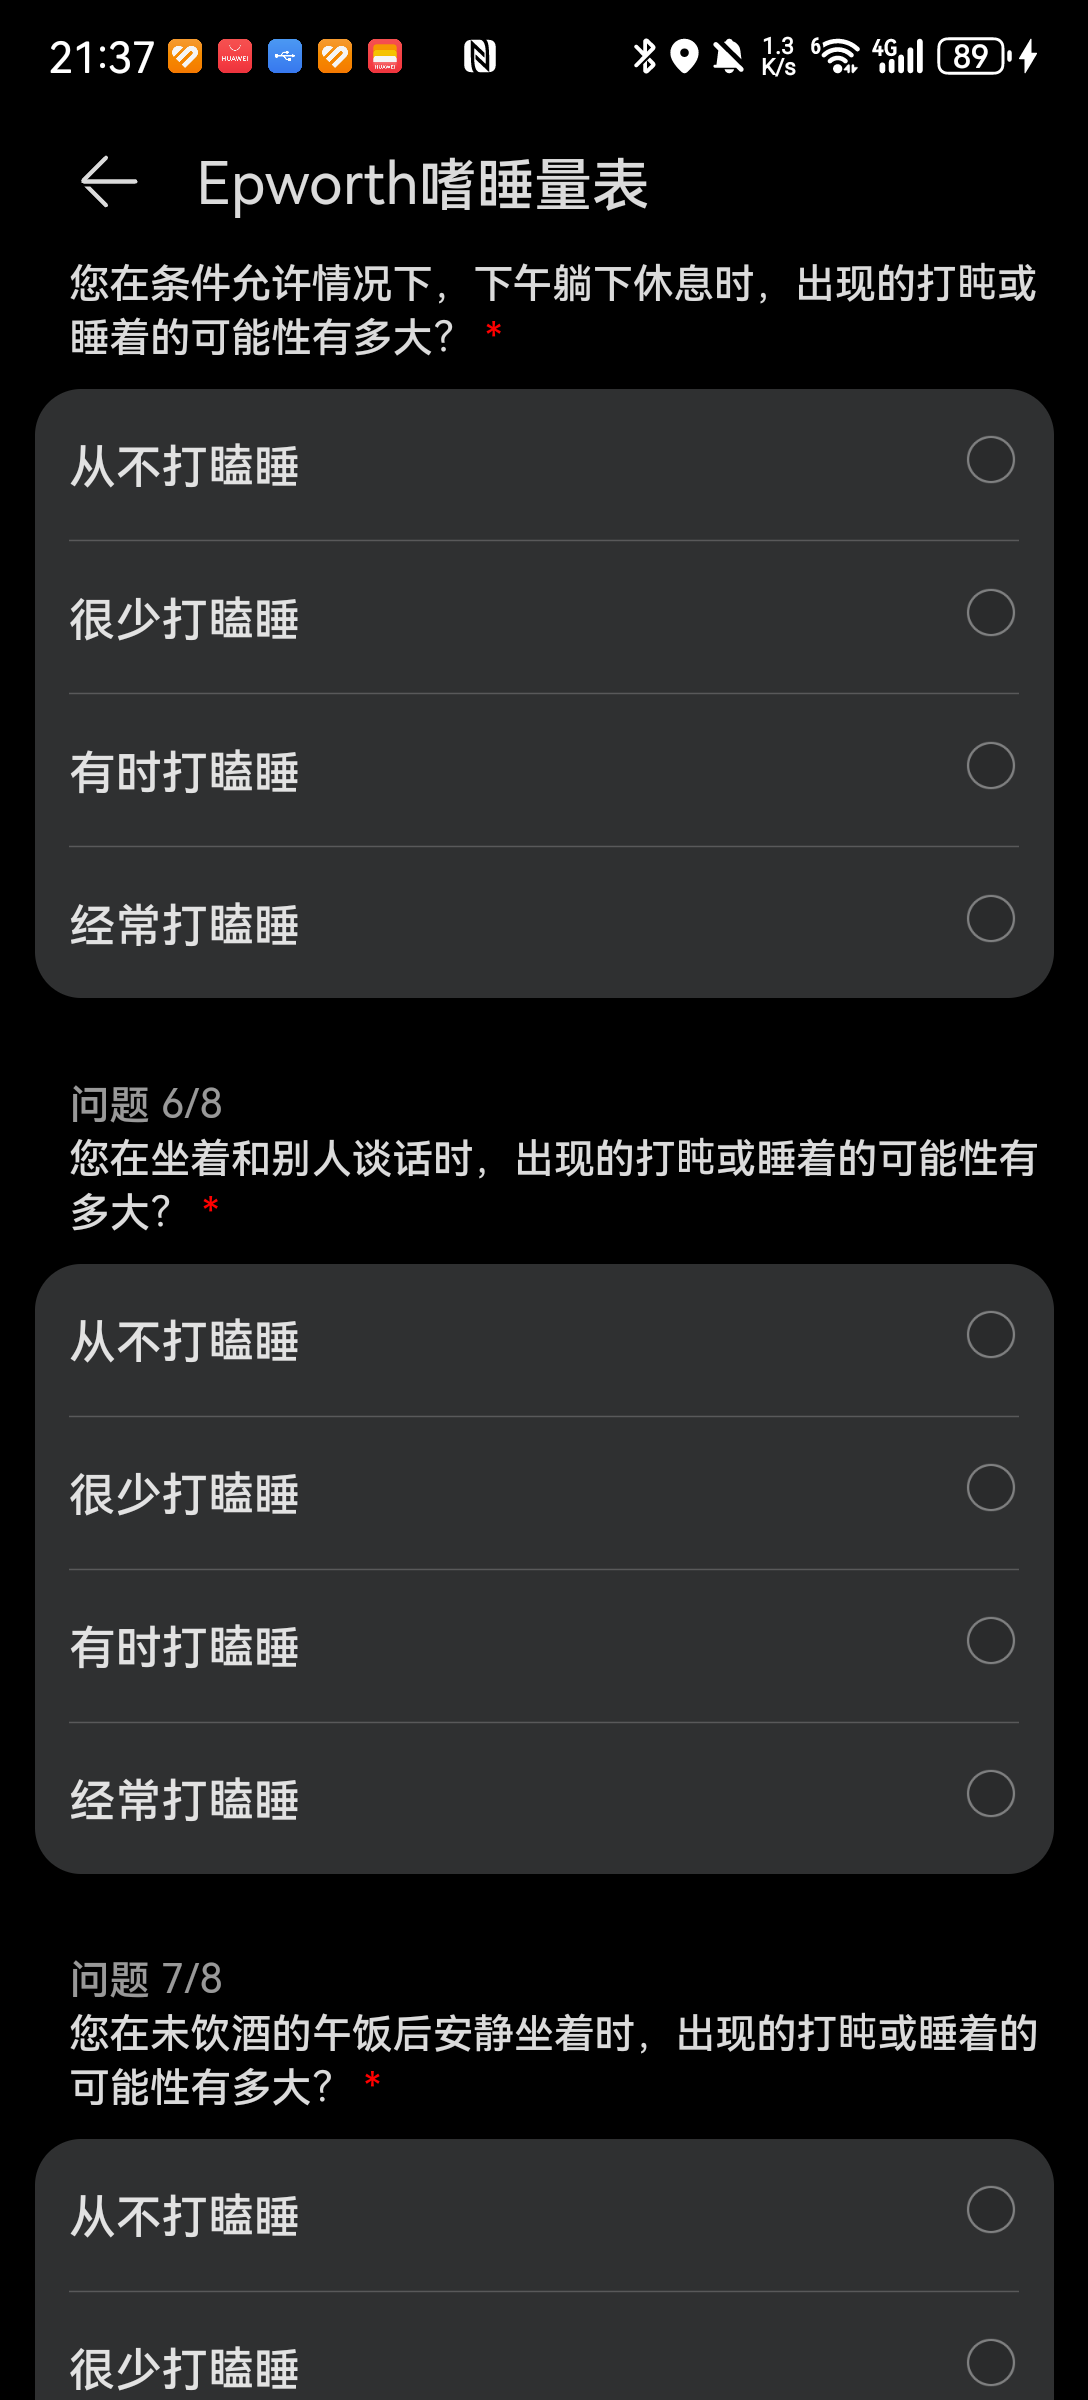 21:37
HUAWEI
HUAWEI
1.3
K/s
6
4G
89
Epworth嗜睡量表
您在条件允许情况下，下午躺下休息时，出现的打盹或
睡着的可能性有多大？ *
从不打瞌睡
很少打瞌睡
有时打瞌睡
经常打瞌睡
问题 6/8
您在坐着和别人谈话时，出现的打盹或睡着的可能性有
多大？ *
从不打瞌睡
很少打瞌睡
有时打瞌睡
经常打瞌睡
问题 7/8
您在未饮酒的午饭后安静坐着时，出现的打盹或睡着的
可能性有多大？ *
从不打瞌睡
很少打瞌睡